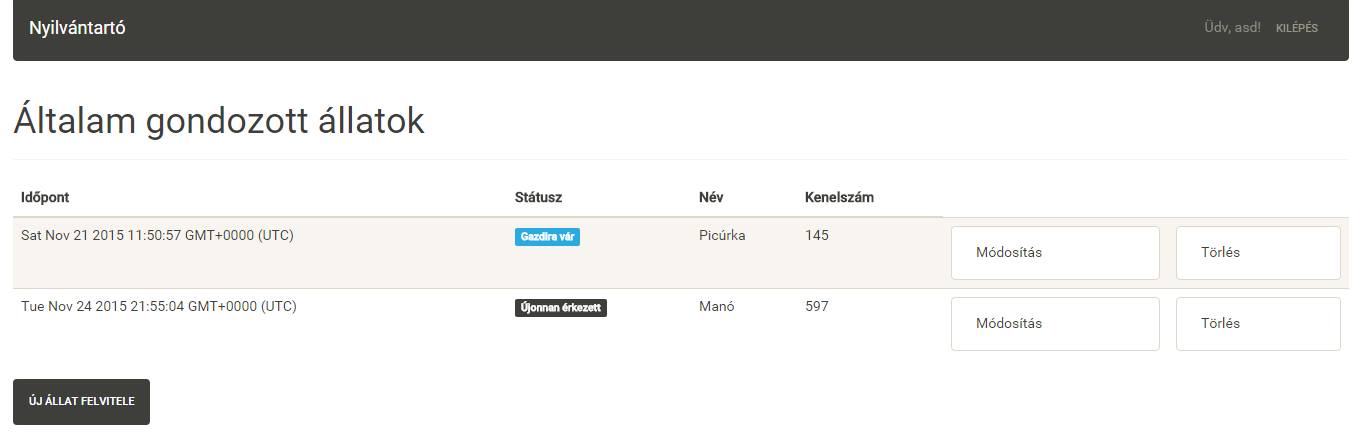 Nyilvántartó Üdv, asd! KILÉPÉS
Általam gondozott állatok
Időpont Státusz Név Kenelszám
Sat Nov 21 2015 11:50:57 GMT+0000 (UTC) Gazdira vár Picúrka 145 Módosítás Törlés
Tue Nov 24 2015 21:55:04 GMT+0000 (UTC) Újonnan érkezett Manó 597 Módosítás Törlés
ÚJ ÁLLAT FELVITELE